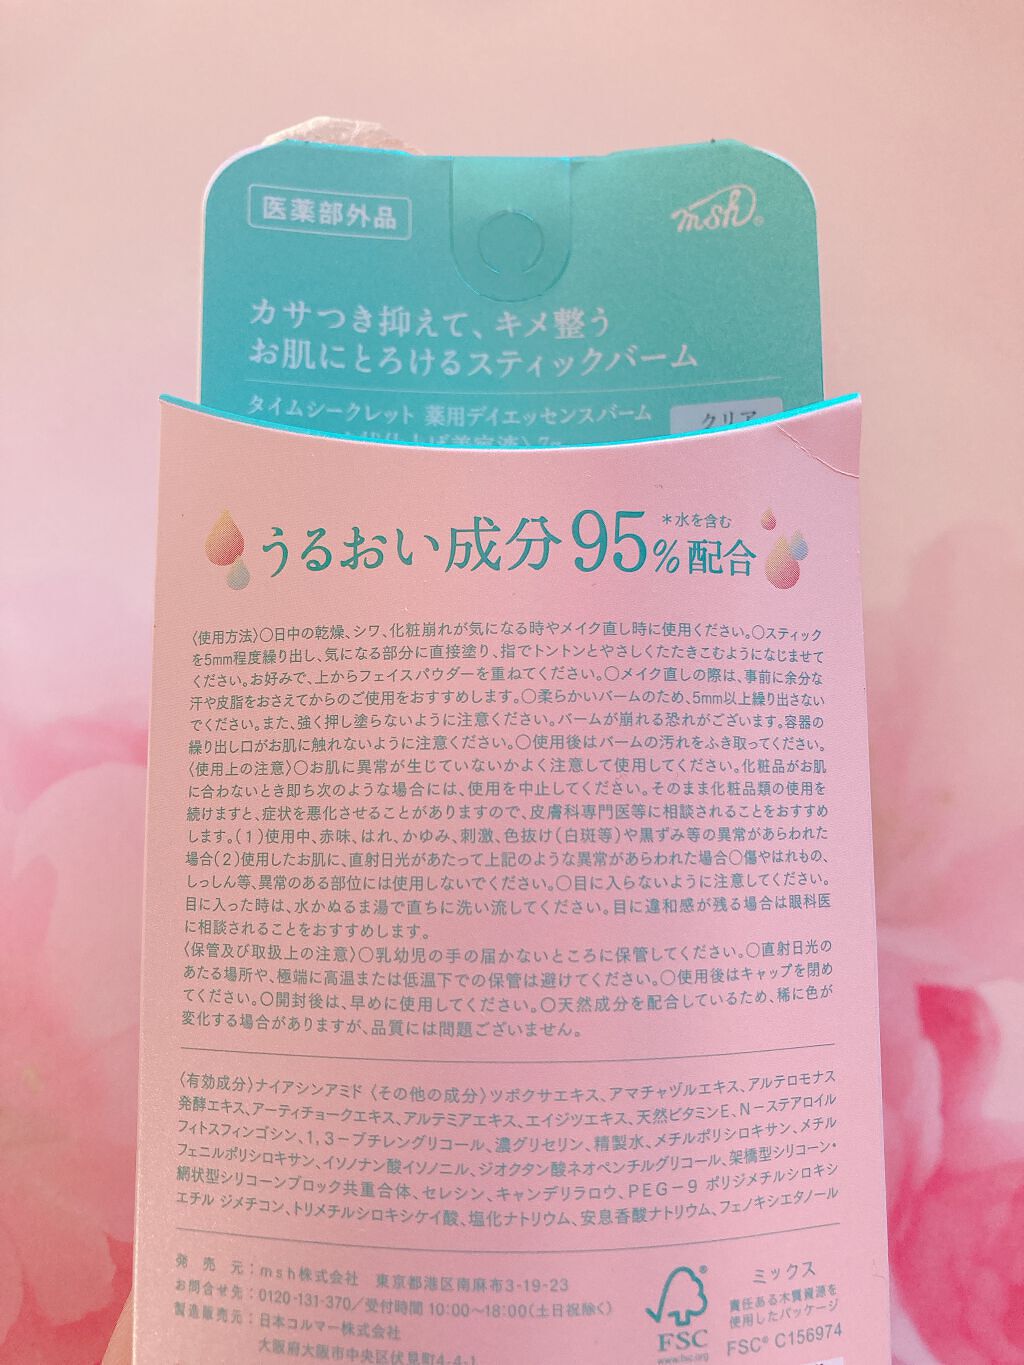 医薬部外品
msh®
カサつき抑えて、キメ整う
お肌にとろけるスティックバーム
タイムシークレット 薬用デイエッセンスバーム
クリア
うるおい成分95%配合
*水を含む
〈使用方法〉○日中の乾燥、シワ、化粧崩れが気になる時やメイク直し時に使用ください。○スティック
を5mm程度繰り出し、気になる部分に直接塗り、指でトントンとやさしくたたきこむようになじませて
ください。お好みで、上からフェイスパウダーを重ねてください。○メイク直しの際は、事前に余分な
汗や皮脂をおさえてからのご使用をおすすめします。○柔らかいバームのため、5mm以上繰り出さない
でください。また、強く押し塗らないように注意ください。バームが崩れる恐れがございます。容器の
繰り出し口がお肌に触れないように注意ください。○使用後はバームの汚れをふき取ってください。
〈使用上の注意〉○お肌に異常が生じていないかよく注意して使用してください。化粧品がお肌
に合わないとき即ち次のような場合には、使用を中止してください。そのまま化粧品類の使用を
続けますと、症状を悪化させることがありますので、皮膚科専門医等に相談されることをおすすめ
します。(1)使用中、赤味、はれ、かゆみ、刺激、色抜け(白斑等)や黒ずみ等の異常があらわれた
場合(2)使用したお肌に、直射日光があたって上記のような異常があらわれた場合○傷やはれもの、
しっしん等、異常のある部位には使用しないでください。○目に入らないように注意してください。
目に入った時は、水かぬるま湯で直ちに洗い流してください。目に違和感が残る場合は眼科医
に相談されることをおすすめします。
〈保管及び取扱上の注意〉○乳幼児の手の届かないところに保管してください。○直射日光の
あたる場所や、極端に高温または低温下での保管は避けてください。○使用後はキャップを閉め
てください。○開封後は、早めに使用してください。○天然成分を配合しているため、稀に色が
変化する場合がありますが、品質には問題ございません。
〈有効成分〉ナイアシンアミド 〈その他の成分〉ツボクサエキス、アマチャヅルエキス、アルテロモナス
発酵エキス、アーティチョークエキス、アルテミアエキス、エイジツエキス、天然ビタミンE、N−ステアロイル
フィトスフィンゴシン、1,3−ブチレングリコール、濃グリセリン、精製水、メチルポリシロキサン、メチル
フェニルポリシロキサン、イソノナン酸イソノニル、ジオクタン酸ネオペンチルグリコール、架橋型シリコーン・
網状型シリコーンブロック共重合体、セレシン、キャンデリラロウ、PEG−9 ポリジメチルシロキシ
エチル ジメチコン、トリメチルシロキシケイ酸、塩化ナトリウム、安息香酸ナトリウム、フェノキシエタノール
発売元:msh株式会社 東京都港区南麻布3-19-23
お問合せ先:0120-131-370/受付時間 10:00〜18:00(土日祝除く)
製造販売元:日本コルマー株式会社
大阪府大阪市中央区伏見町4-4-1
FSC
www.fsc.org
ミックス
責任ある木質資源を
使用したパッケージ
FSC® C156974